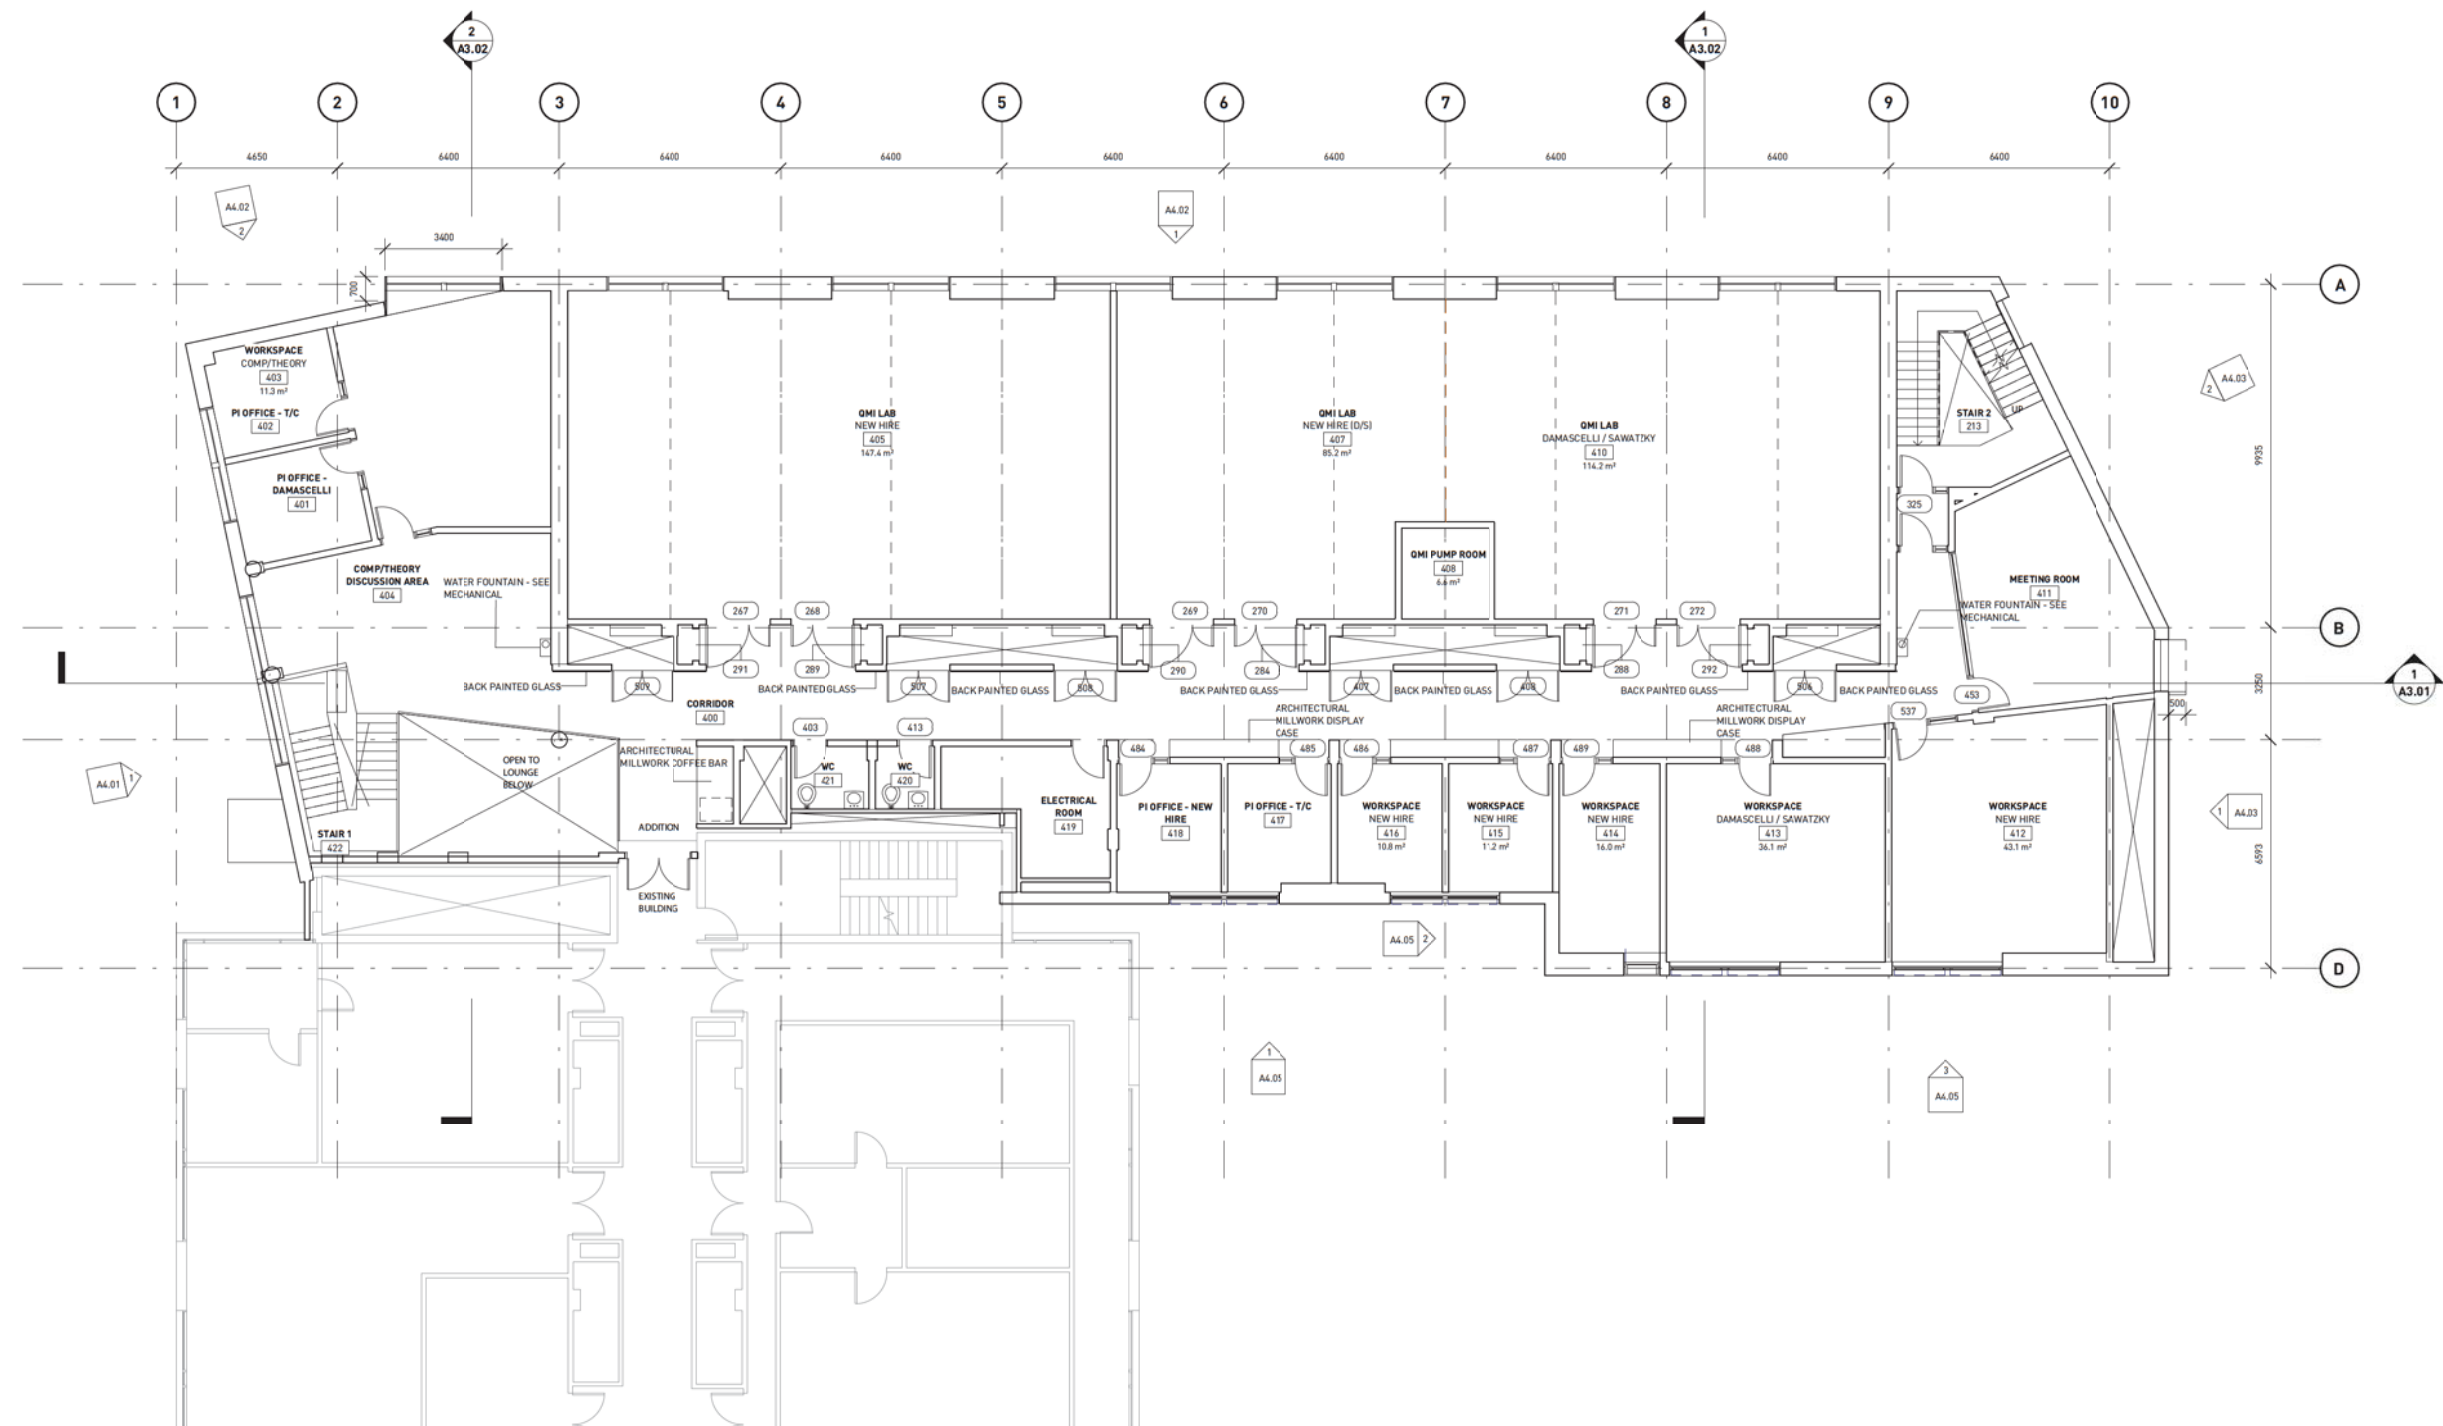 2
A3.02
1
A3.02
1
2
3
4
5
6
7
8
9
10
4650
6400
6400
6400
6400
6400
6400
6400
6400
A4.02
2
A4.02
1
3400
700
A
WORKSPACE
COMP/THEORY
403
11.3 m²
PI OFFICE - T/C
402
PI OFFICE -
DAMASCELLI
401
QMI LAB
NEW HIRE
405
147.4 m²
QMI LAB
NEW HIRE (D/S)
407
85.2 m²
QMI LAB
DAMASCELLI / SAWATZKY
410
114.2 m²
STAIR 2
213
UP
A4.03
2
9935
325
QMI PUMP ROOM
408
6.6 m²
COMP/THEORY
DISCUSSION AREA
404
WATER FOUNTAIN - SEE
MECHANICAL
MEETING ROOM
411
WATER FOUNTAIN - SEE
MECHANICAL
267
268
269
270
271
272
B
291
289
290
284
288
292
509
507
508
407
408
506
BACK PAINTED GLASS
BACK PAINTED GLASS
BACK PAINTED GLASS
BACK PAINTED GLASS
BACK PAINTED GLASS
BACK PAINTED GLASS
BACK PAINTED GLASS
453
537
3250
500
1
A3.01
CORRIDOR
400
403
413
ARCHITECTURAL
MILLWORK DISPLAY
CASE
ARCHITECTURAL
MILLWORK DISPLAY
CASE
484
485
486
487
489
488
ARCHITECTURAL
MILLWORK COFFEE BAR
OPEN TO
LOUNGE
BELOW
WC
421
WC
420
A4.01
1
ELECTRICAL
ROOM
419
PI OFFICE - NEW
HIRE
418
PI OFFICE - T/C
417
WORKSPACE
NEW HIRE
416
10.8 m²
WORKSPACE
NEW HIRE
415
11.2 m²
WORKSPACE
NEW HIRE
414
16.0 m²
WORKSPACE
DAMASCELLI / SAWATZKY
413
36.1 m²
WORKSPACE
NEW HIRE
412
43.1 m²
1
A4.03
6593
STAIR 1
422
ADDITION
EXISTING
BUILDING
A4.05
2
D
1
A4.05
3
A4.05